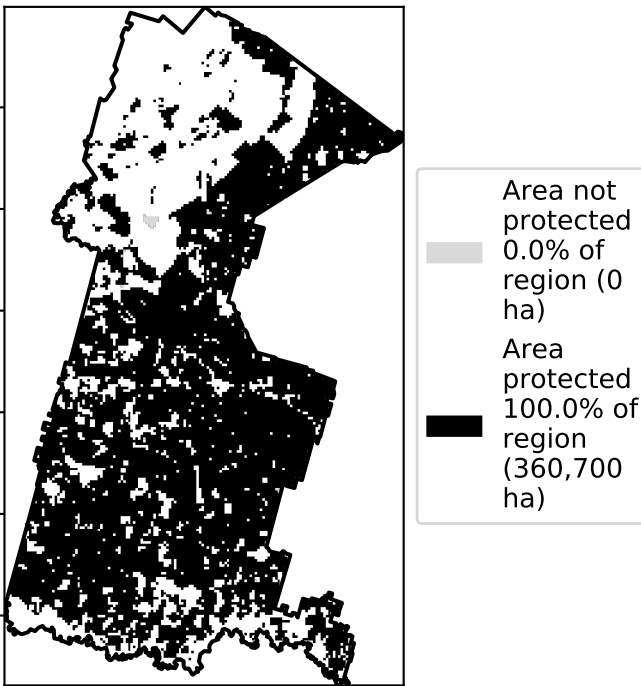 Area not
protected
0.0% of
region (0
ha)
Area
protected
100.0% of
region
(360,700
ha)